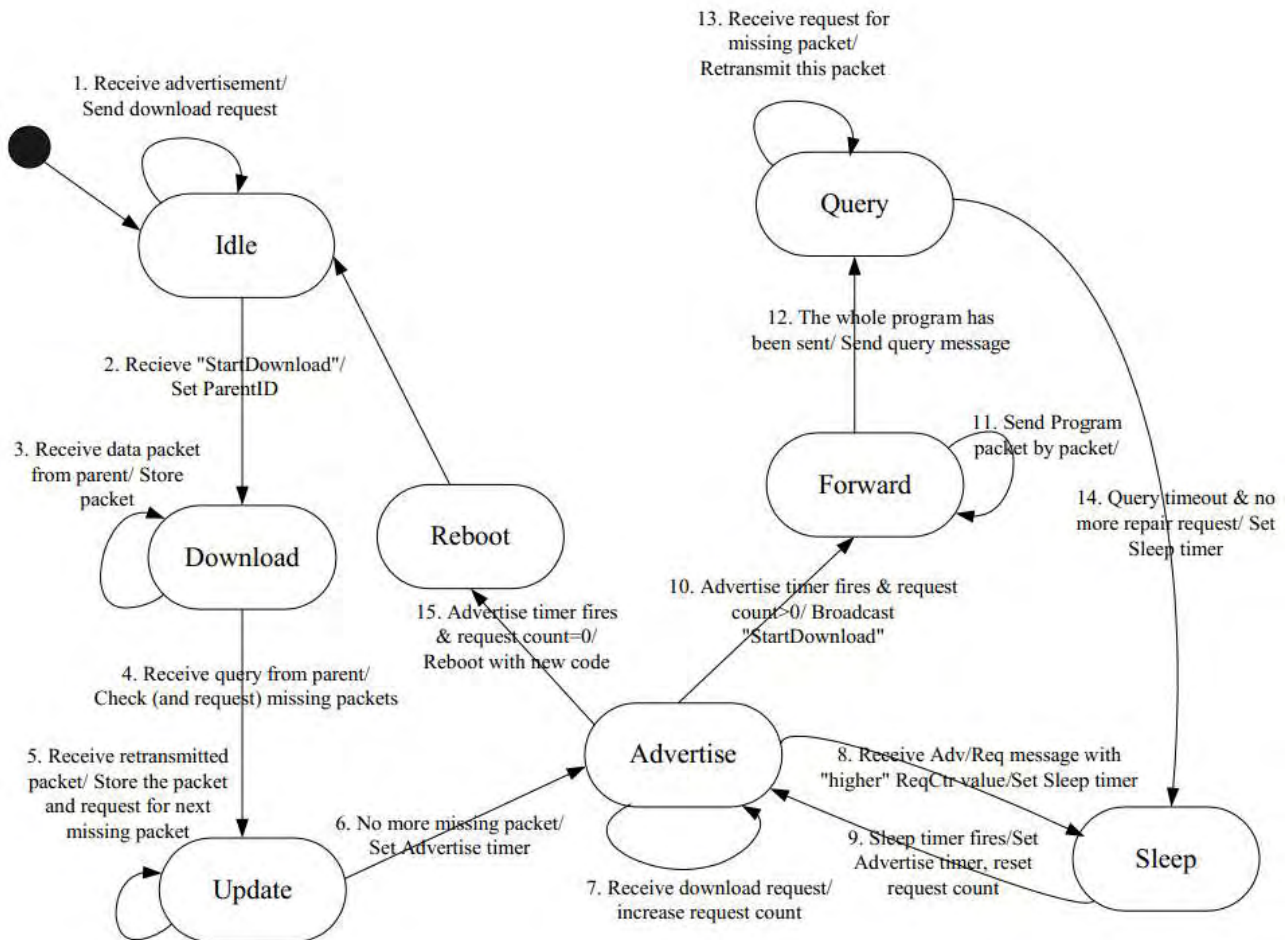 13. Receive request for
missing packet/
Retransmit this packet
1. Receive advertisement/
Send download request
Query
Idle
12. The whole program has
been sent/ Send query message
2. Recieve "StartDownload"/
Set ParentID
11. Send Program
packet by packet/
3. Receive data packet
from parent/ Store
packet
Forward
14. Query timeout & no
more repair request/ Set
Sleep timer
Reboot
Download
10. Advertise timer fires & request
count>0/ Broadcast
"StartDownload"
15. Advertise timer fires
& request count=0/
Reboot with new code
4. Receive query from parent/
Check (and request) missing packets
Advertise
5. Receive retransmitted
packet/ Store the packet
and request for next
missing packet
8. Receive Adv/Req message with
"higher" ReqCtr value/Set Sleep timer
6. No more missing packet/
Set Advertise timer
9. Sleep timer fires/Set
Advertise timer, reset
request count
Sleep
Update
7. Receive download request/
increase request count